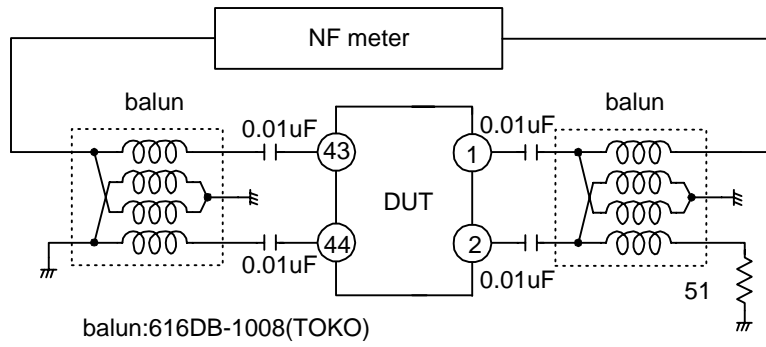 NF meter
balun
balun
0.01uF
0.01uF
43
1
DUT
44
2
0.01uF
0.01uF
51
balun:616DB-1008(TOKO)